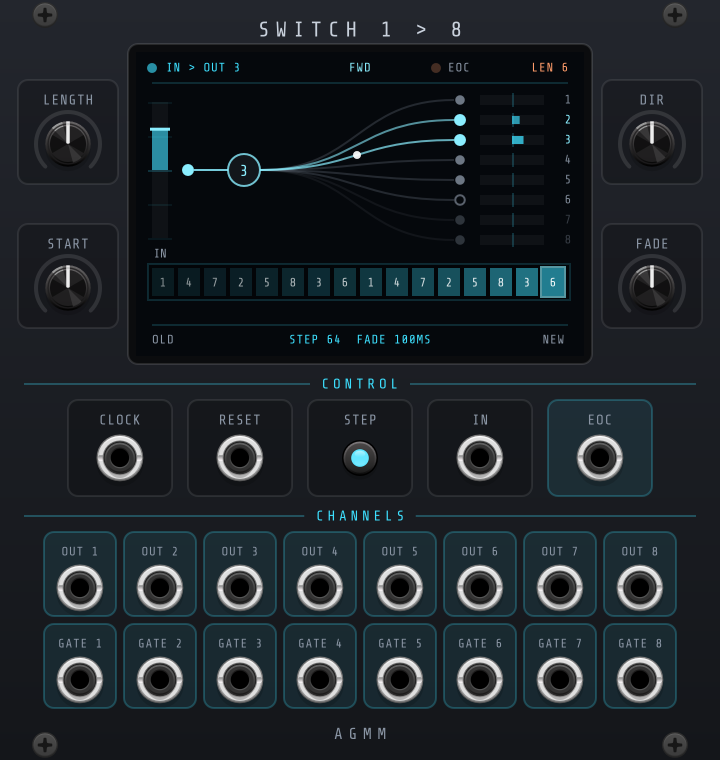 SWITCH 1 > 8
IN > OUT 3 FWD EOC LEN 6
LENGTH
DIR
1
2
3
3
4
5
6
7
8
START
FADE
IN
1 4 7 2 5 8 3 6 1 4 7 2 5 8 3 6
OLD STEP 64 FADE 100MS NEW
CONTROL
CLOCK RESET STEP IN EOC
CHANNELS
OUT 1 OUT 2 OUT 3 OUT 4 OUT 5 OUT 6 OUT 7 OUT 8
GATE 1 GATE 2 GATE 3 GATE 4 GATE 5 GATE 6 GATE 7 GATE 8
AGMM